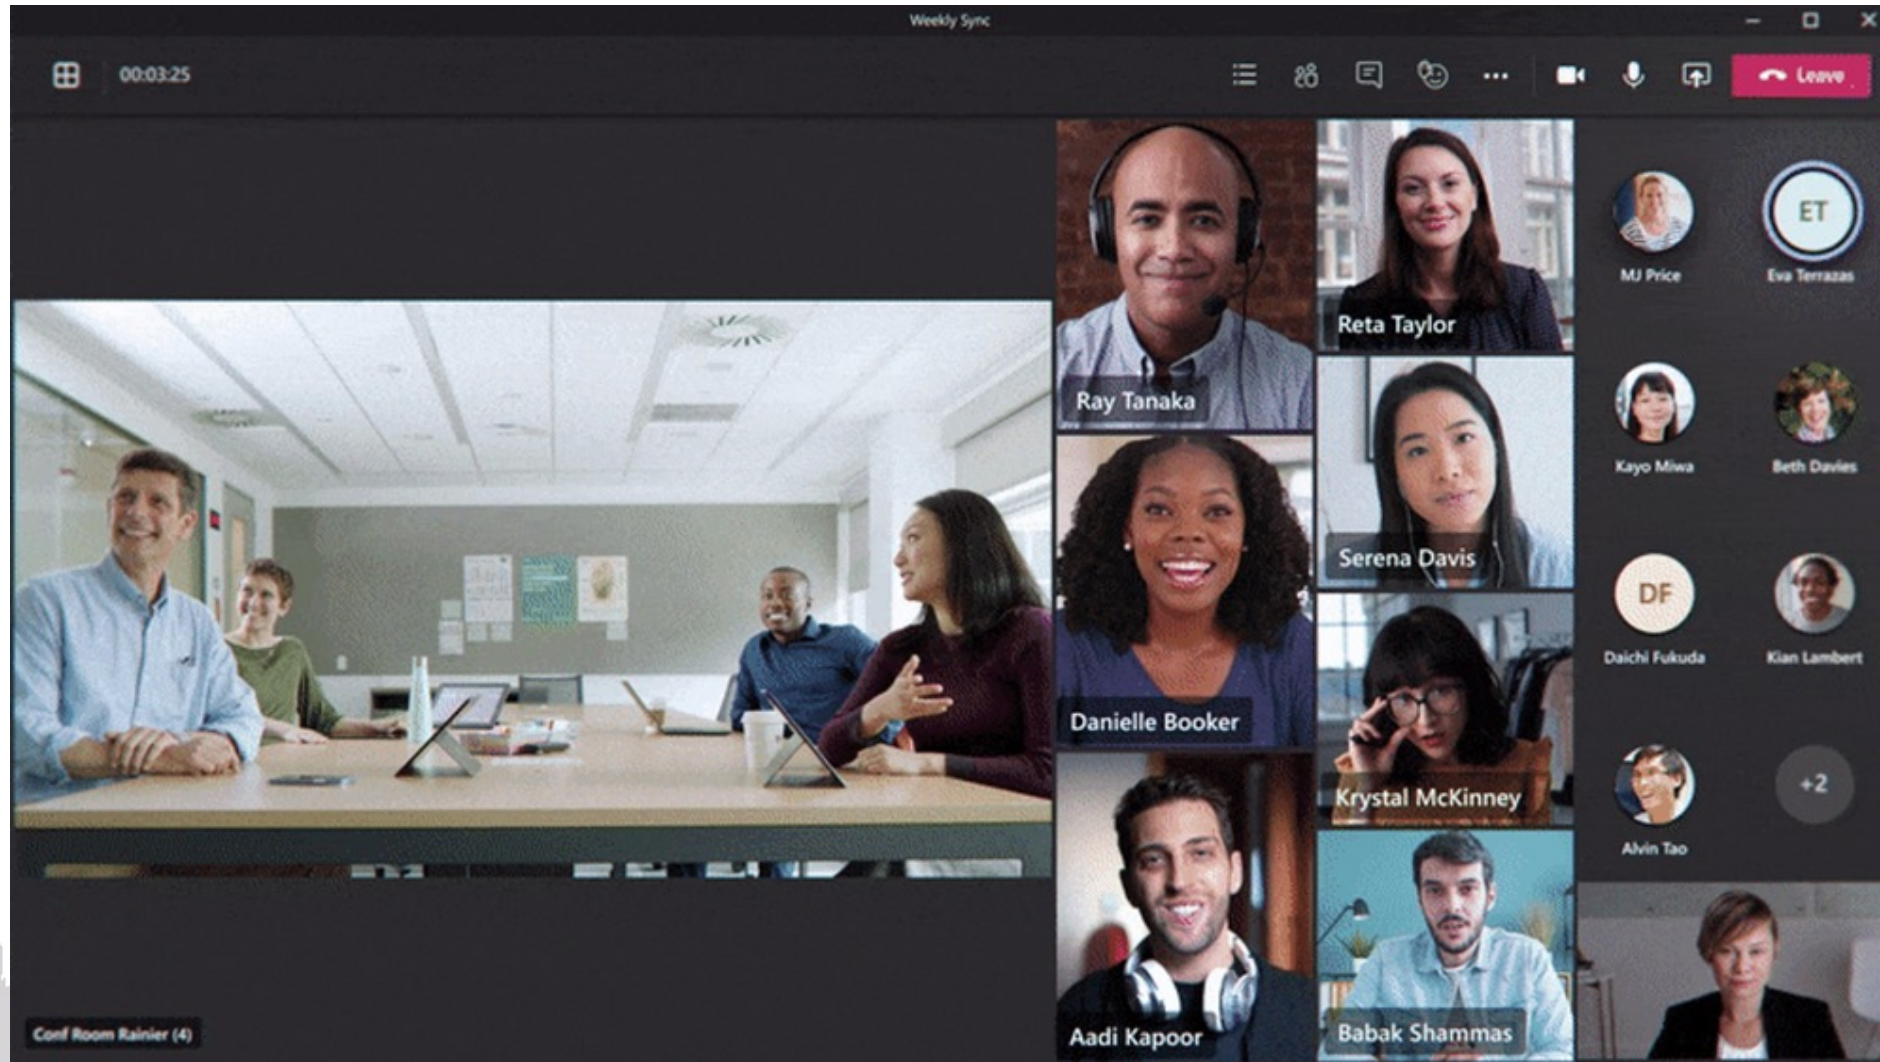 Weekly Sync
00:03:25
Leave
Ray Tanaka
Reta Taylor
MJ Price
ET
Eva Terrazas
Serena Davis
Kayo Miwa
Beth Davies
Danielle Booker
Krystal McKinney
DF
Daichi Fukuda
Kian Lambert
Alvin Tao
+2
Aadi Kapoor
Babak Shammas
Conf Room Rainier (4)